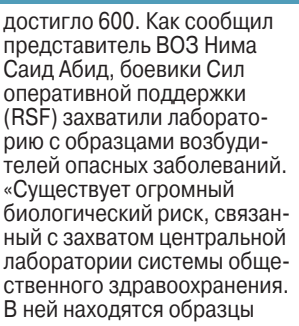 достигло 600. Как сообщил
представитель ВОЗ Нима
Саид Абид, боевики Сил
оперативной поддержки
(RSF) захватили лаборато-
рию с образцами возбуди-
телей опасных заболеваний.
«Существует огромный
биологический риск, связан-
ный с захватом центральной
лаборатории системы обще-
ственного здравоохранения.
В ней находятся образцы